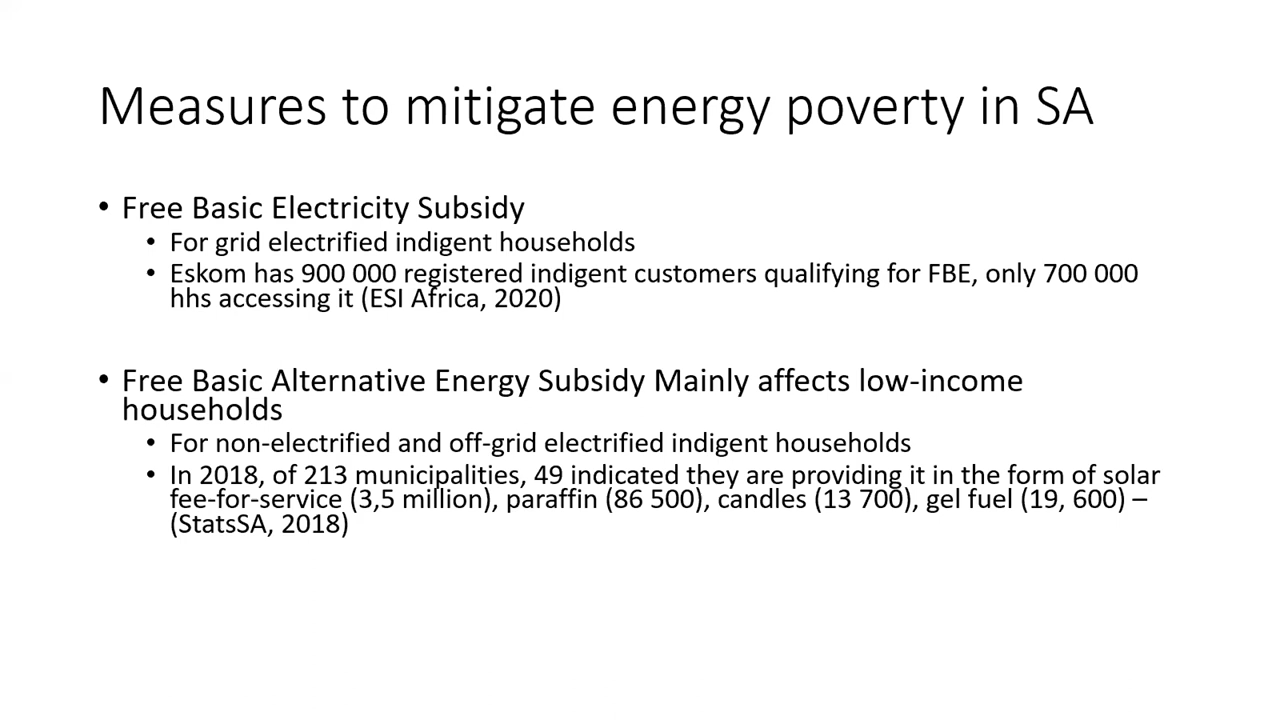 Measures to mitigate energy poverty in SA
• Free Basic Electricity Subsidy
• For grid electrified indigent households
• Eskom has 900 000 registered indigent customers qualifying for FBE, only 700 000
hhs accessing it (ESI Africa, 2020)
• Free Basic Alternative Energy Subsidy Mainly affects low-income
households
• For non-electrified and off-grid electrified indigent households
• In 2018, of 213 municipalities, 49 indicated they are providing it in the form of solar
fee-for-service (3,5 million), paraffin (86 500), candles (13 700), gel fuel (19, 600) –
(StatsSA, 2018)